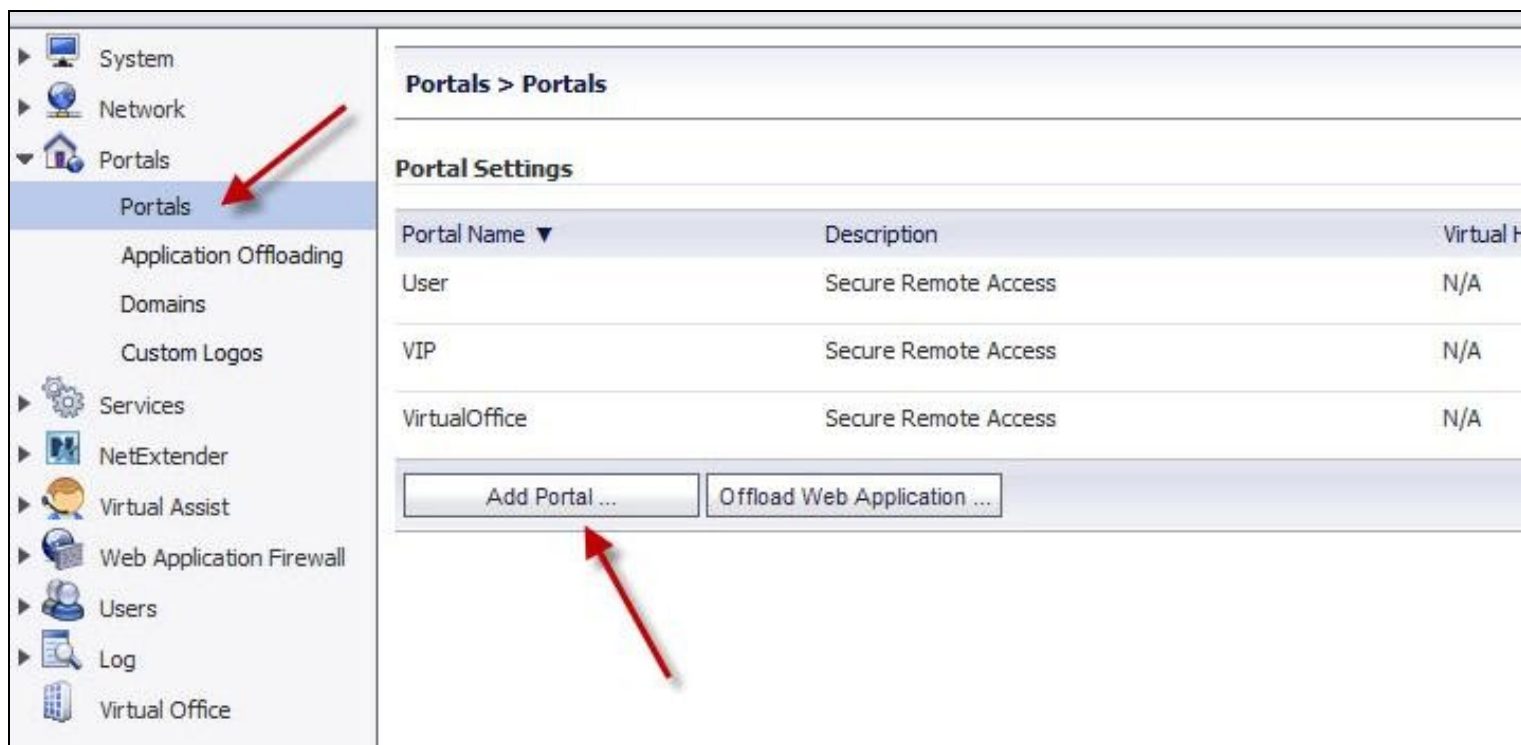 System
Network
Portals
Portals
Application Offloading
Domains
Custom Logos
Services
NetExtender
Virtual Assist
Web Application Firewall
Users
Log
Virtual Office
Portals > Portals
Portal Settings
Portal Name ▼ Description Virtual H
User Secure Remote Access N/A
VIP Secure Remote Access N/A
VirtualOffice Secure Remote Access N/A
Add Portal ... Offload Web Application ...